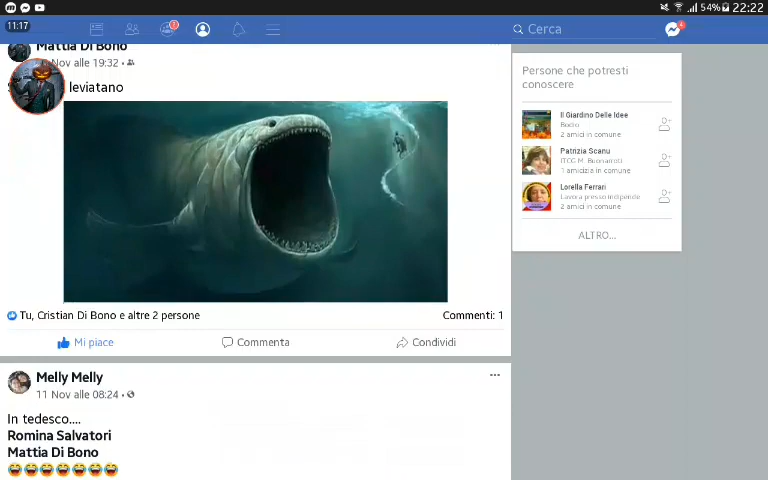 54% 22:22
11:17
2
Cerca
4
Mattia Di Bono
Nov alle 19:32
leviatano
Tu, Cristian Di Bono e altre 2 persone
Commenti: 1
Mi piace
Commenta
Condividi
Melly Melly
11 Nov alle 08:24
In tedesco....
Romina Salvatori
Mattia Di Bono
Persone che potresti
conoscere
Il Giardino Delle Idee
2 amici in comune
Patrizia Scanu
ITCG M. Buonarroti
1 amicizia in comune
Lorella Ferrari
Lavora presso Indipende
2 amici in comune
ALTRO...